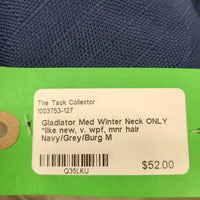 The Tack Collector
1003753-127
Gladiator Med Winter Neck ONLY
*like new, v. wpf, mnr hair
Navy/Grey/Burg M
Q35LKU
$52.00